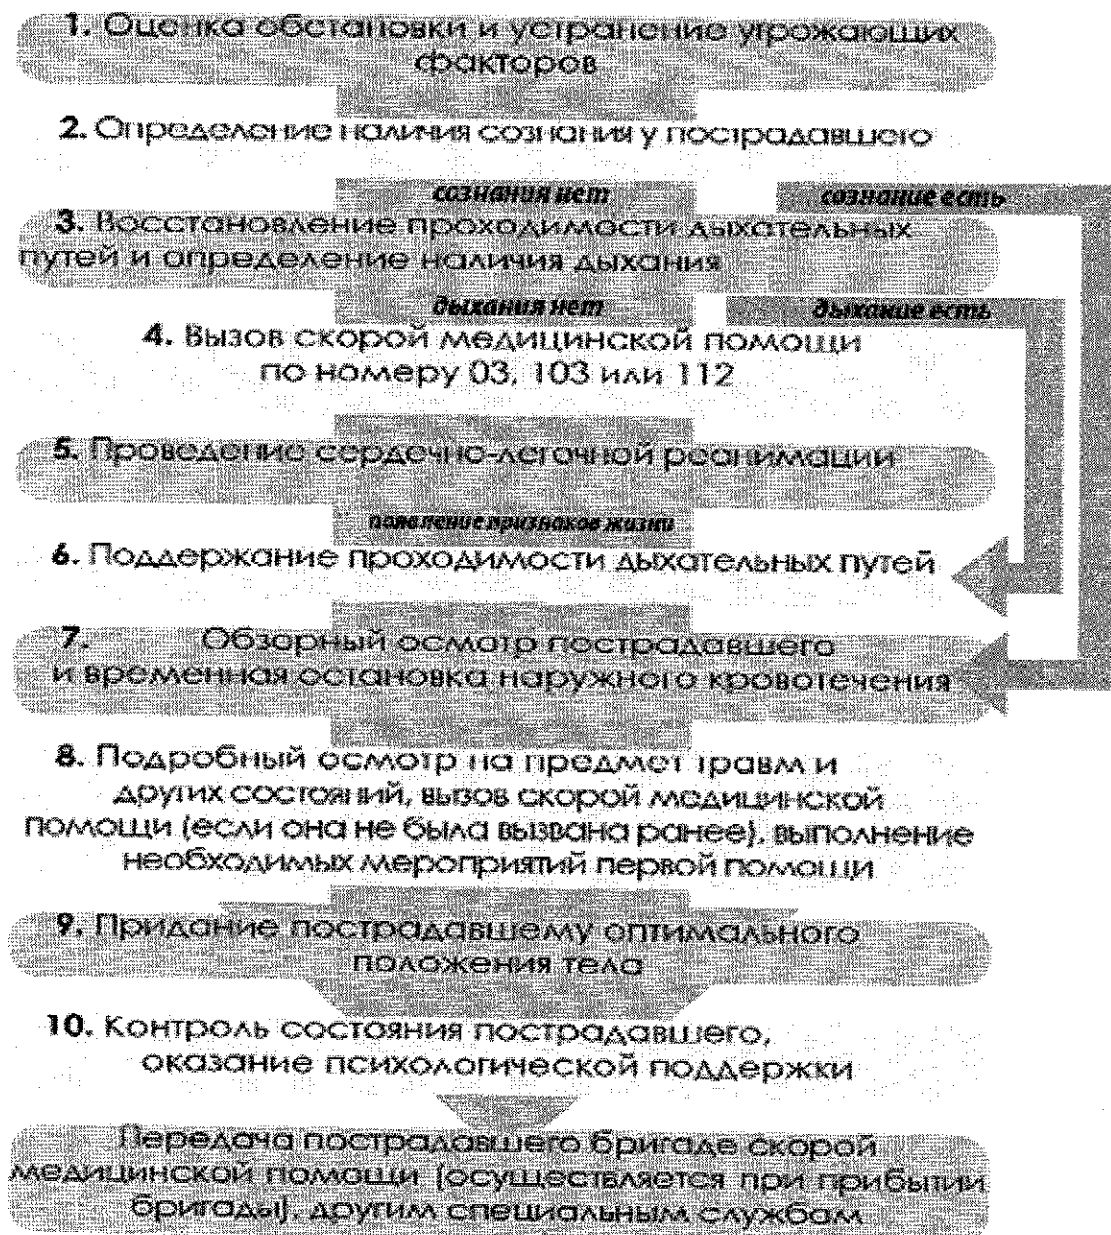 1. Оценка обстановки и устранение угрожающих
факторов
2. Определение наличия сознания у пострадавшего
сознания нет
сознание есть
3. Восстановление проходимости дыхательных
путей и определение наличия дыхания
дыхания нет
дыхание есть
4. Вызов скорой медицинской помощи
по номеру 03, 103 или 112
5. Проведение сердечно-легочной реанимации
появление признаков жизни
6. Поддержание проходимости дыхательных путей
7. Обзорный осмотр пострадавшего
и временная остановка наружного кровотечения
8. Подробный осмотр на предмет травм и
других состояний, вызов скорой медицинской
помощи (если она не была вызвана ранее), выполнение
необходимых мероприятий первой помощи
9. Придание пострадавшему оптимального
положения тела
10. Контроль состояния пострадавшего,
оказание психологической поддержки
Передача пострадавшего бригаде скорой
медицинской помощи (осуществляется при прибытии
бригады), другим специальным службам